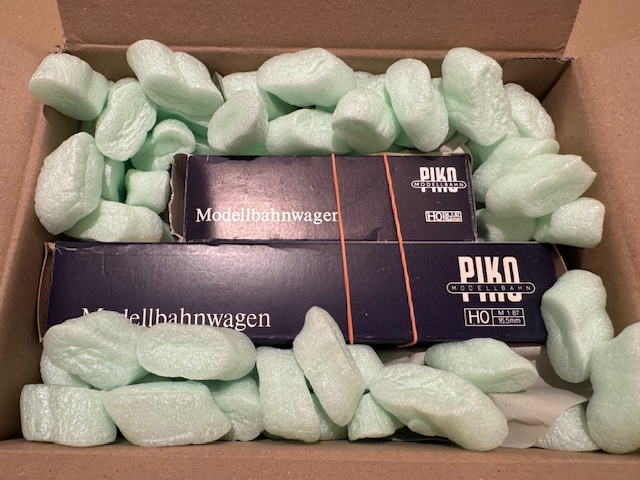 Modellbahnwagen
PIKO
MODELLBAHN
H0
Modellbahnwagen
PIKO
MODELLBAHN
H0
M 1:87
16,5mm